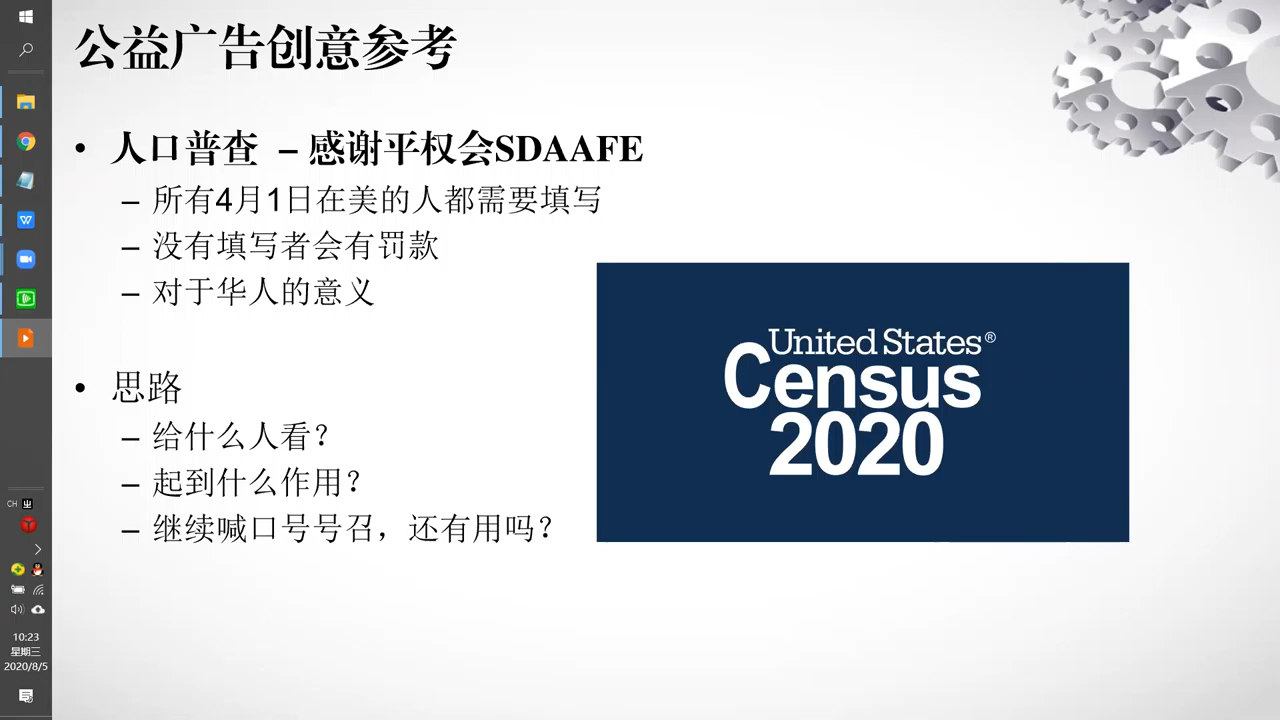 公益广告创意参考
• 人口普查 – 感谢平权会SDAAFE
– 所有4月1日在美的人都需要填写
– 没有填写者会有罚款
– 对于华人的意义
• 思路
– 给什么人看？
– 起到什么作用？
– 继续喊口号号召，还有用吗？
United States®
Census
2020
CH
10:23
星期三
2020/8/5